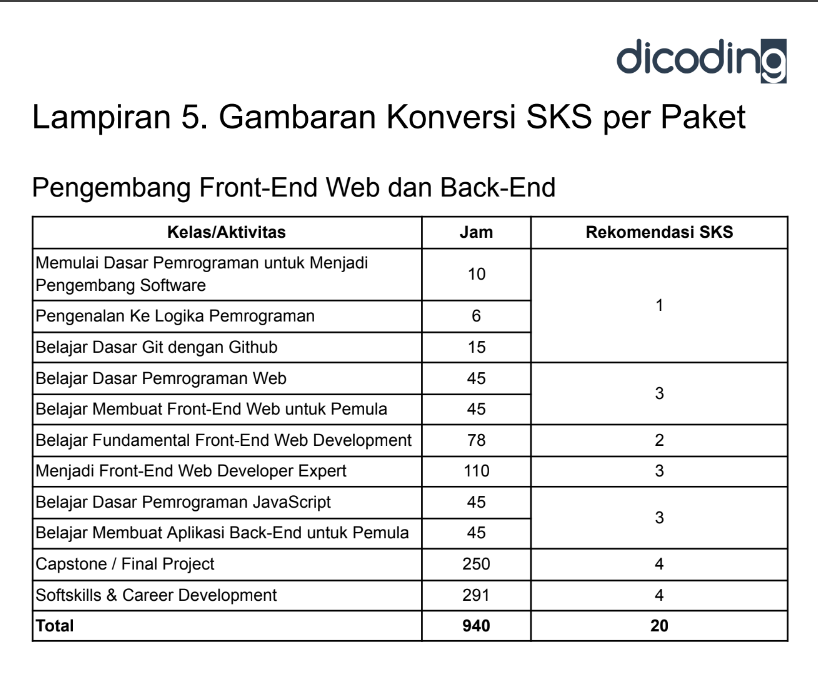 dicoding
Lampiran 5. Gambaran Konversi SKS per Paket
Pengembang Front-End Web dan Back-End
Kelas/Aktivitas Jam Rekomendasi SKS
Memulai Dasar Pemrograman untuk Menjadi
Pengembang Software 10
Pengenalan Ke Logika Pemrograman 6 1
Belajar Dasar Git dengan Github 15
Belajar Dasar Pemrograman Web 45 3
Belajar Membuat Front-End Web untuk Pemula 45
Belajar Fundamental Front-End Web Development 78 2
Menjadi Front-End Web Developer Expert 110 3
Belajar Dasar Pemrograman JavaScript 45 3
Belajar Membuat Aplikasi Back-End untuk Pemula 45
Capstone / Final Project 250 4
Softskills & Career Development 291 4
Total 940 20